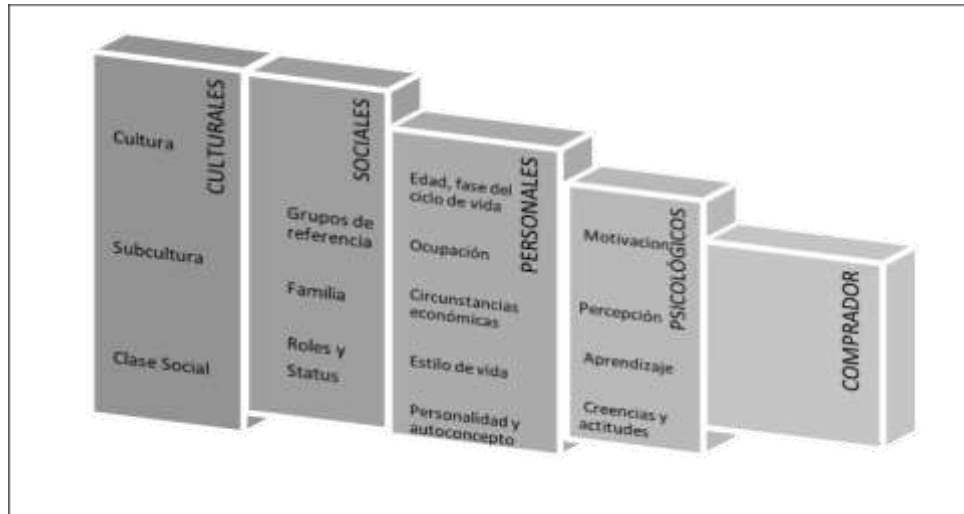 CULTURALES
Cultura
Subcultura
Clase Social
SOCIALES
Grupos de
referencia
Familia
Roles y
Status
PERSONALES
Edad, fase del
ciclo de vida
Ocupación
Circunstancias
económicas
Estilo de vida
Personalidad y
autoconcepto
PSICOLÓGICOS
Motivacion
Percepción
Aprendizaje
Creencias y
actitudes
COMPRADOR